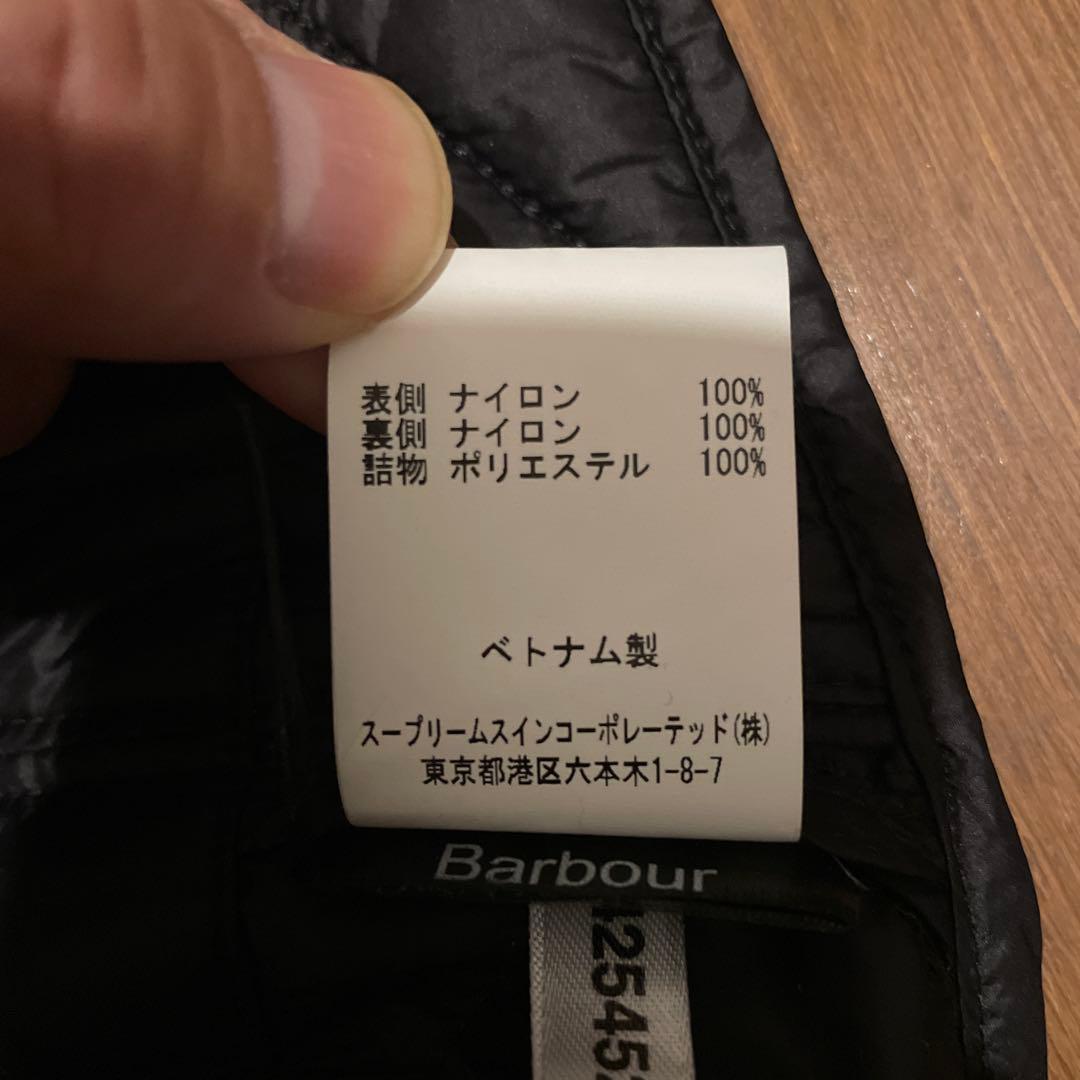 表側 ナイロン 100%
裏側 ナイロン 100%
詰物 ポリエステル 100%
ベトナム製
スープリームスインコーポレーテッド(株)
東京都港区六本木1-8-7
Barbour